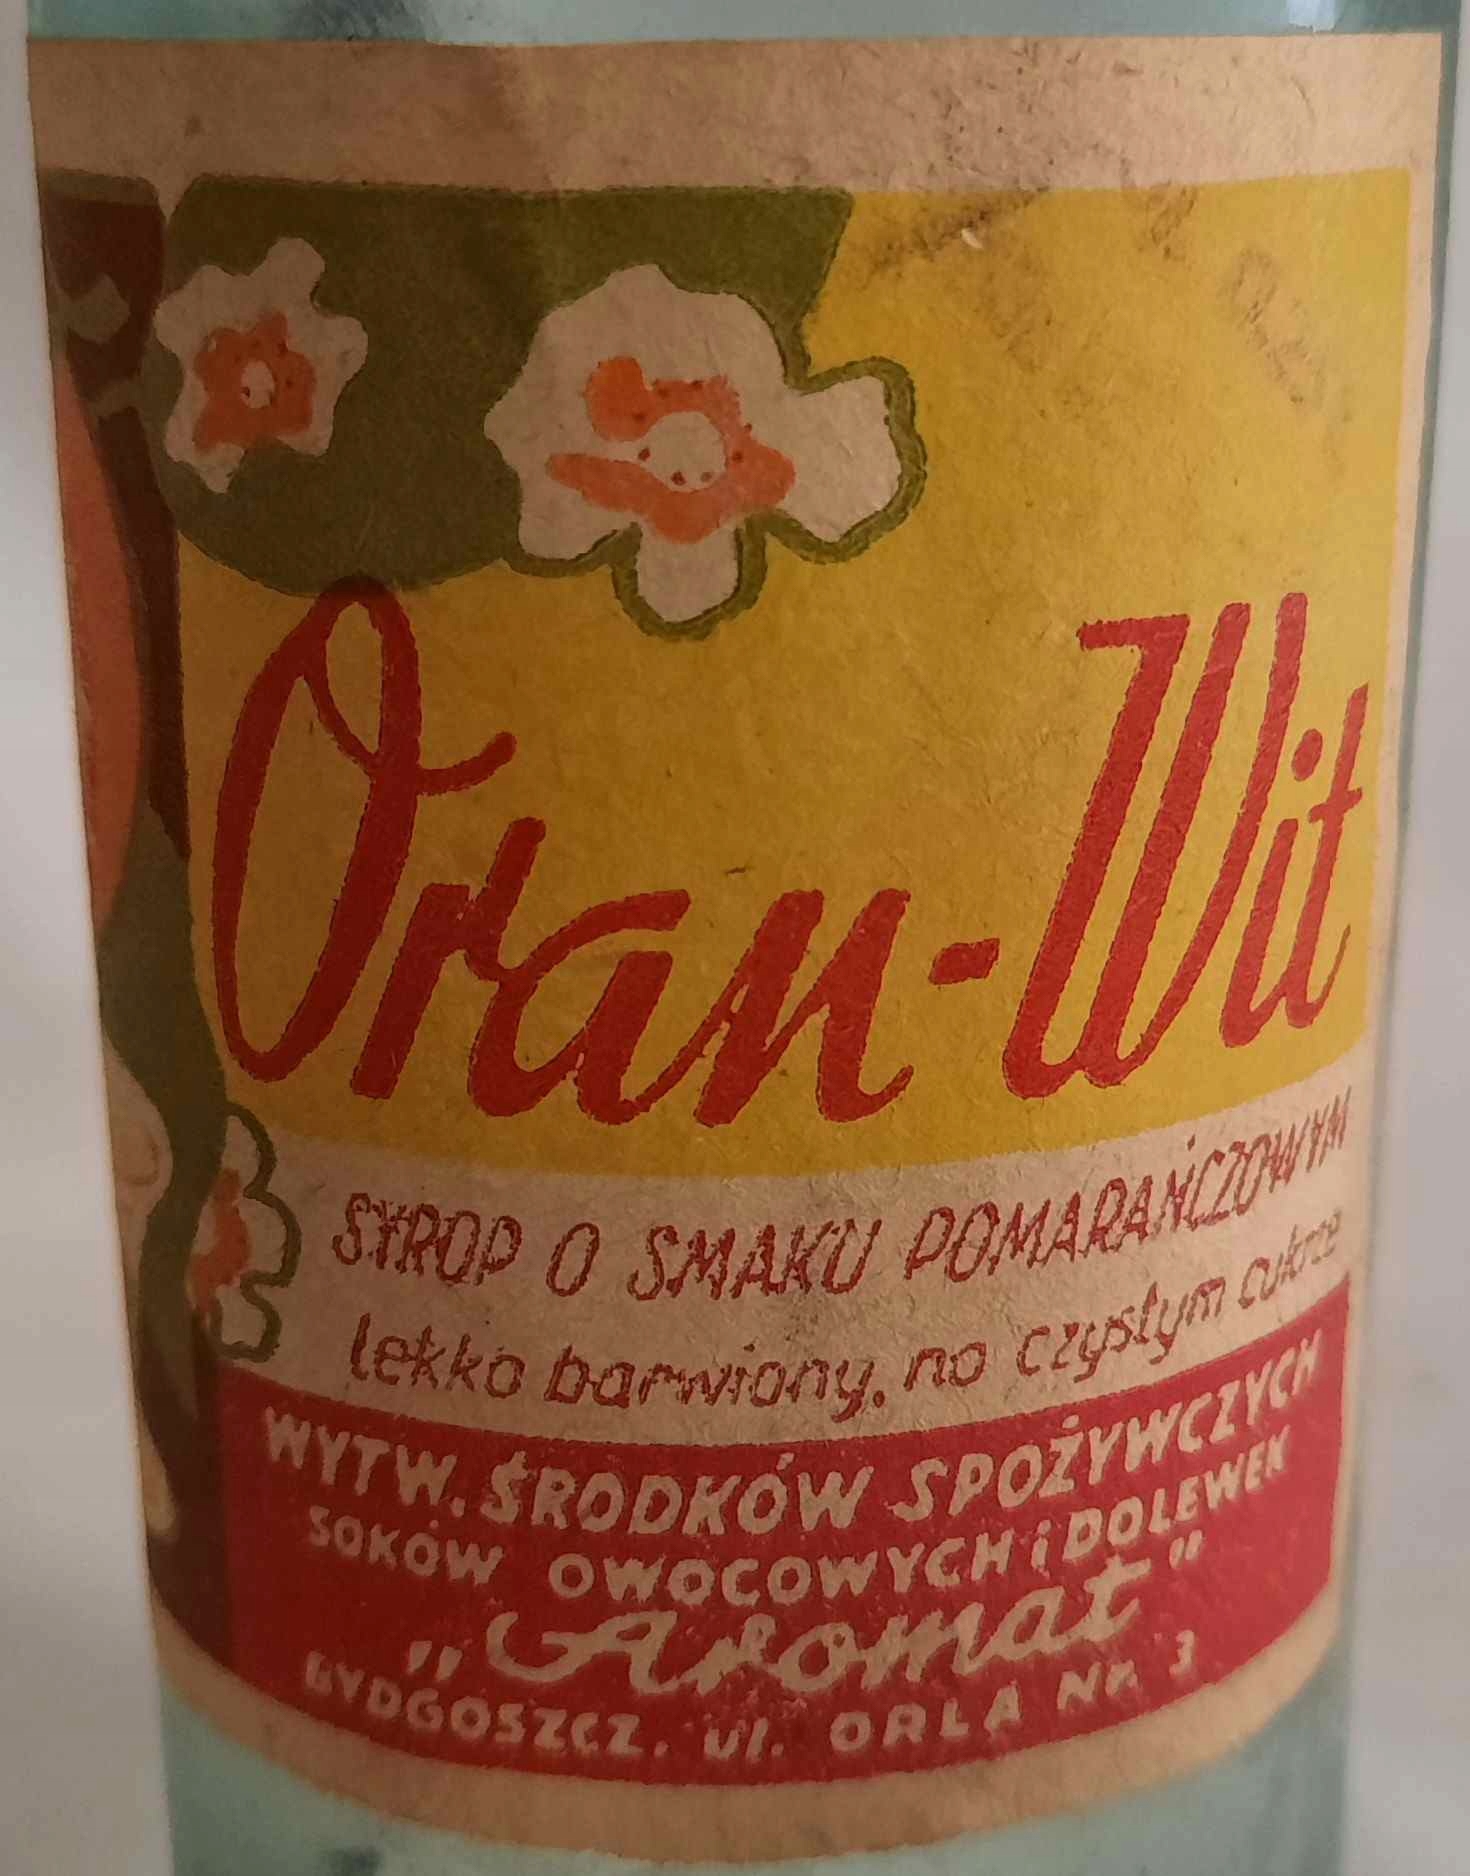 Oran-Wit
SYROP O SMAKU POMARAŃCZOWYM
lekko barwiony, na czystym cukrze
WYTW. ŚRODKÓW SPOŻYWCZYCH
SOKÓW OWOCOWYCH i DOLEWEK
„Aromat”
BYDGOSZCZ. ul. ORLA NR. 3